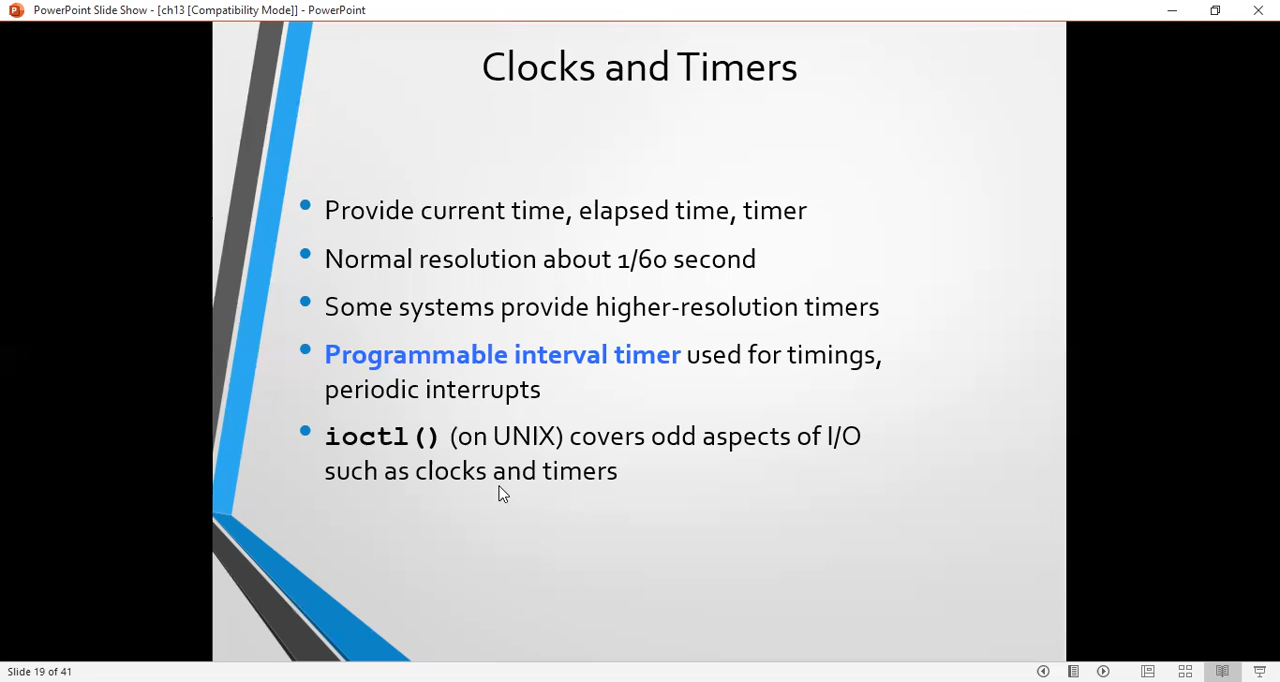 PowerPoint Slide Show - [ch13 [Compatibility Mode]] - PowerPoint
Clocks and Timers
• Provide current time, elapsed time, timer
• Normal resolution about 1/60 second
• Some systems provide higher-resolution timers
• Programmable interval timer used for timings,
periodic interrupts
• ioctl() (on UNIX) covers odd aspects of I/O
such as clocks and timers
Slide 19 of 41